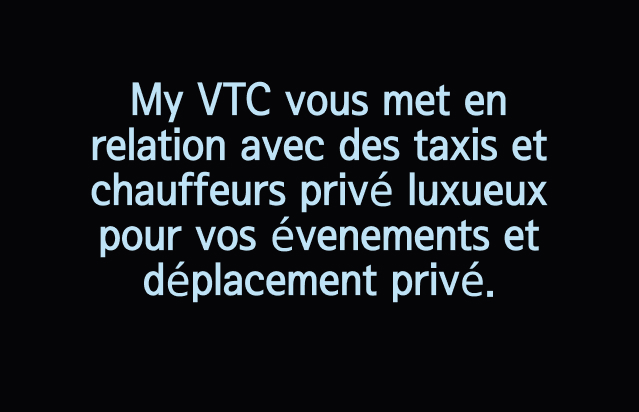 My VTC vous met en
relation avec des taxis et
chauffeurs privé luxueux
pour vos évenements et
déplacement privé.